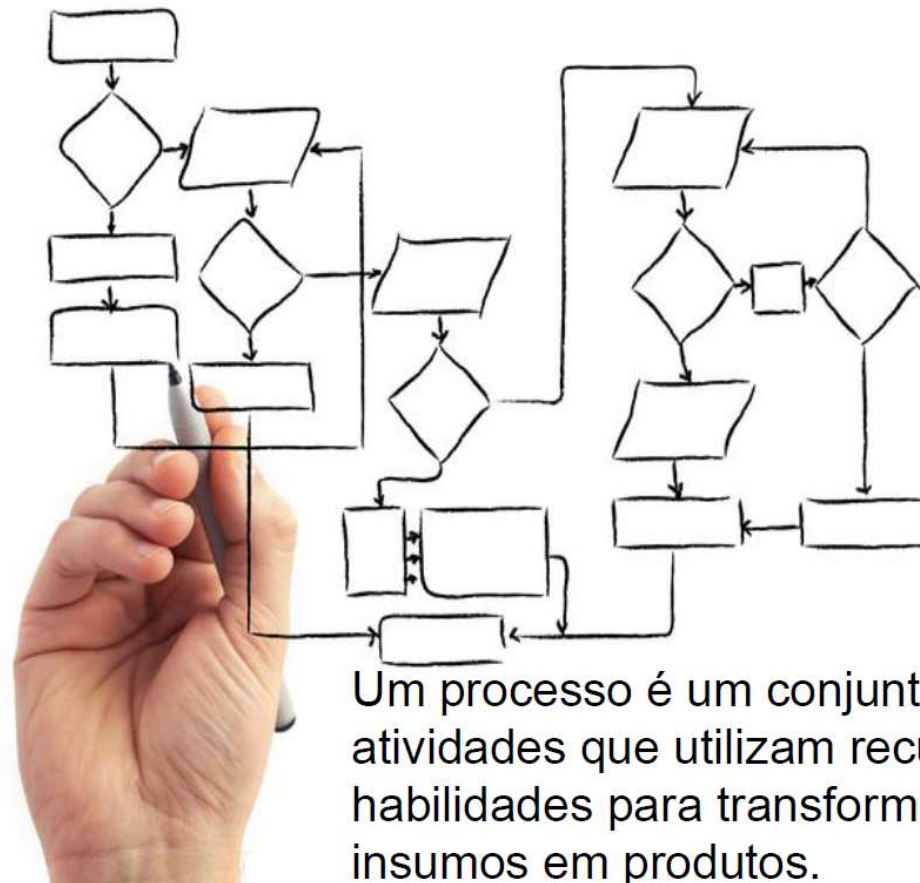 Um processo é um conjunt
atividades que utilizam recu
habilidades para transform
insumos em produtos.